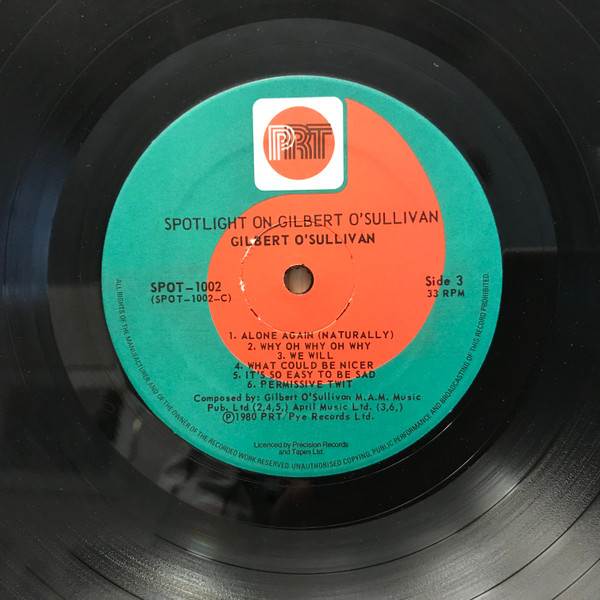 PRT
SPOTLIGHT ON GILBERT O'SULLIVAN
GILBERT O'SULLIVAN
SPOT-1002
(SPOT-1002-C)
Side 3
33 RPM
1. ALONE AGAIN (NATURALLY)
2. WHY OH WHY OH WHY
3. WE WILL
4. WHAT COULD BE NICER
5. IT'S SO EASY TO BE SAD
6. PERMISSIVE TWIT
Composed by: Gilbert O'Sullivan M.A.M. Music
Pub. Ltd (2,4,5,) April Music Ltd. (3,6,)
Ⓟ1980 PRT/Pye Records Ltd.
Licenced by Precision Records
and Tapes Ltd.
ALL RIGHTS OF THE MANUFACTURER AND OF THE OWNER OF THE RECORDED WORK RESERVED. UNAUTHORISED COPYING, PUBLIC PERFORMANCE AND BROADCASTING OF THIS RECORD PROHIBITED.